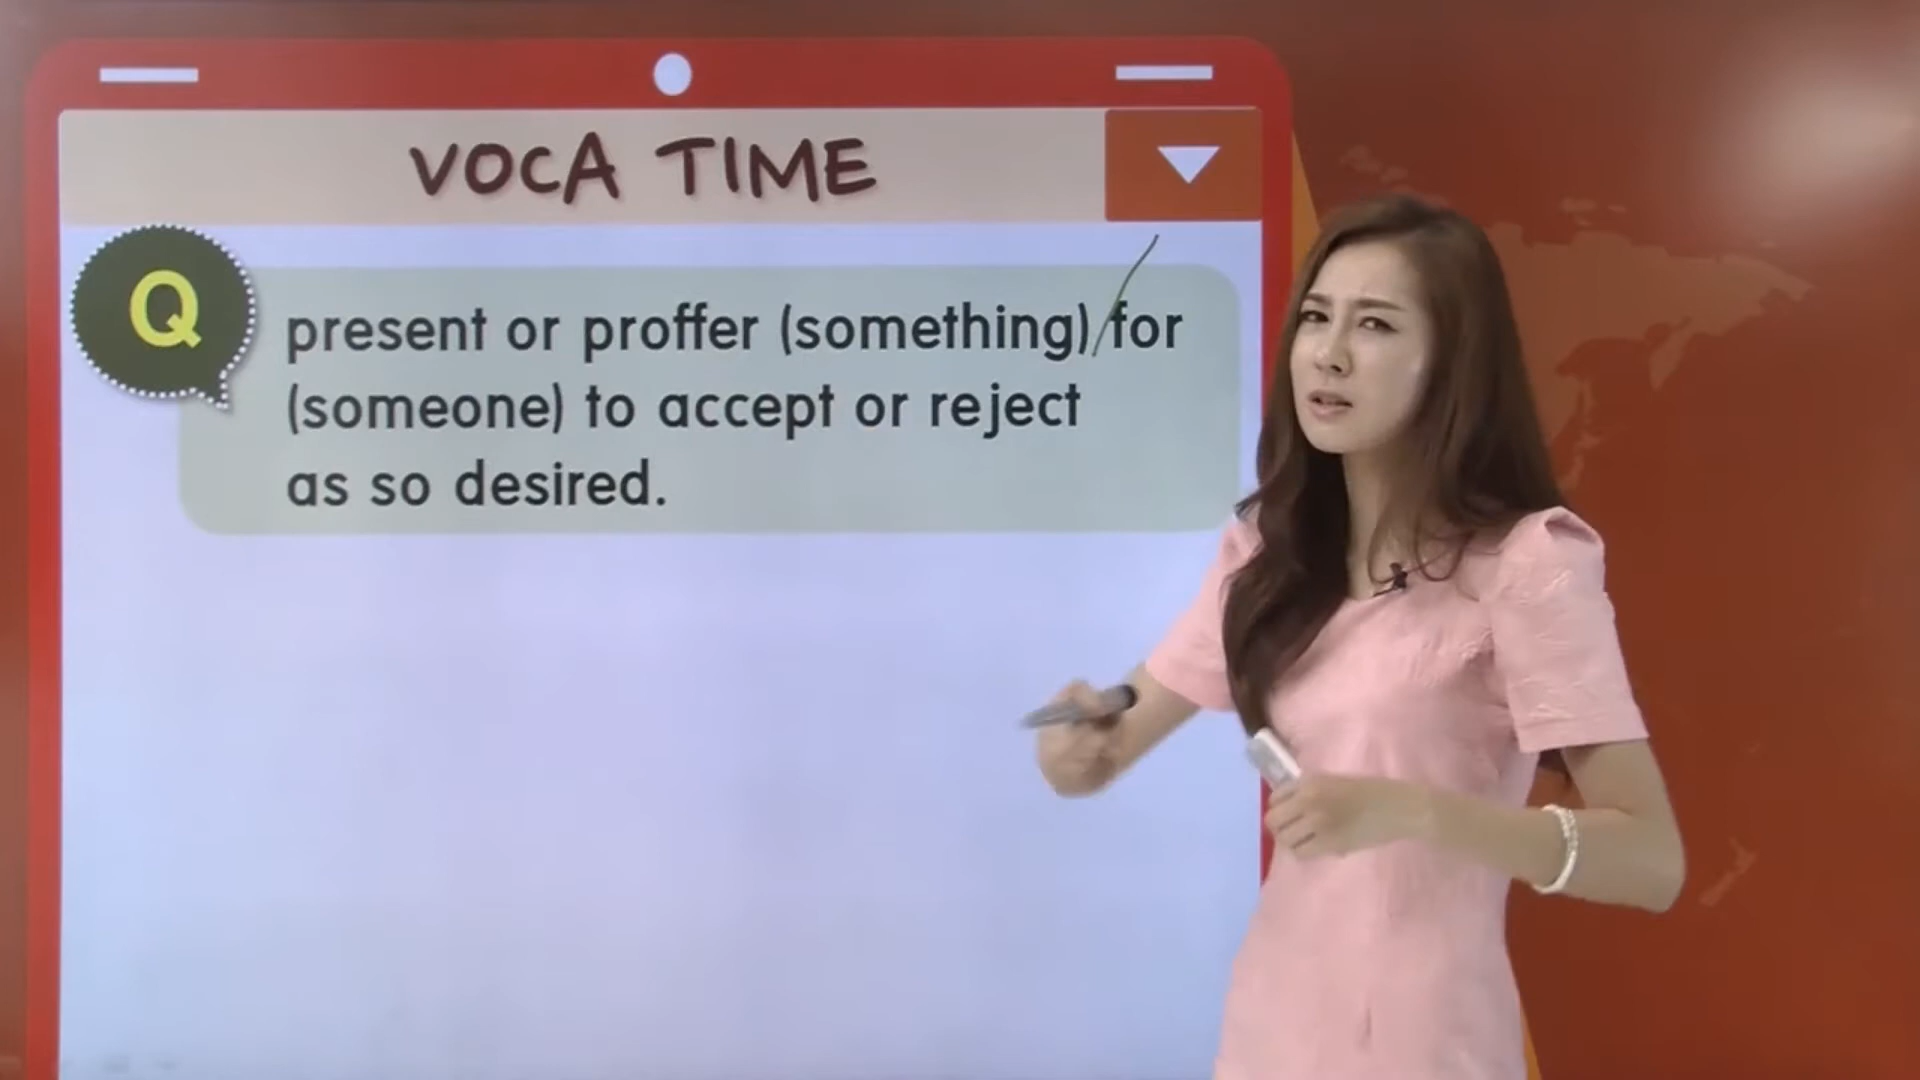 VOCA TIME
Q
present or proffer (something) for
(someone) to accept or reject
as so desired.